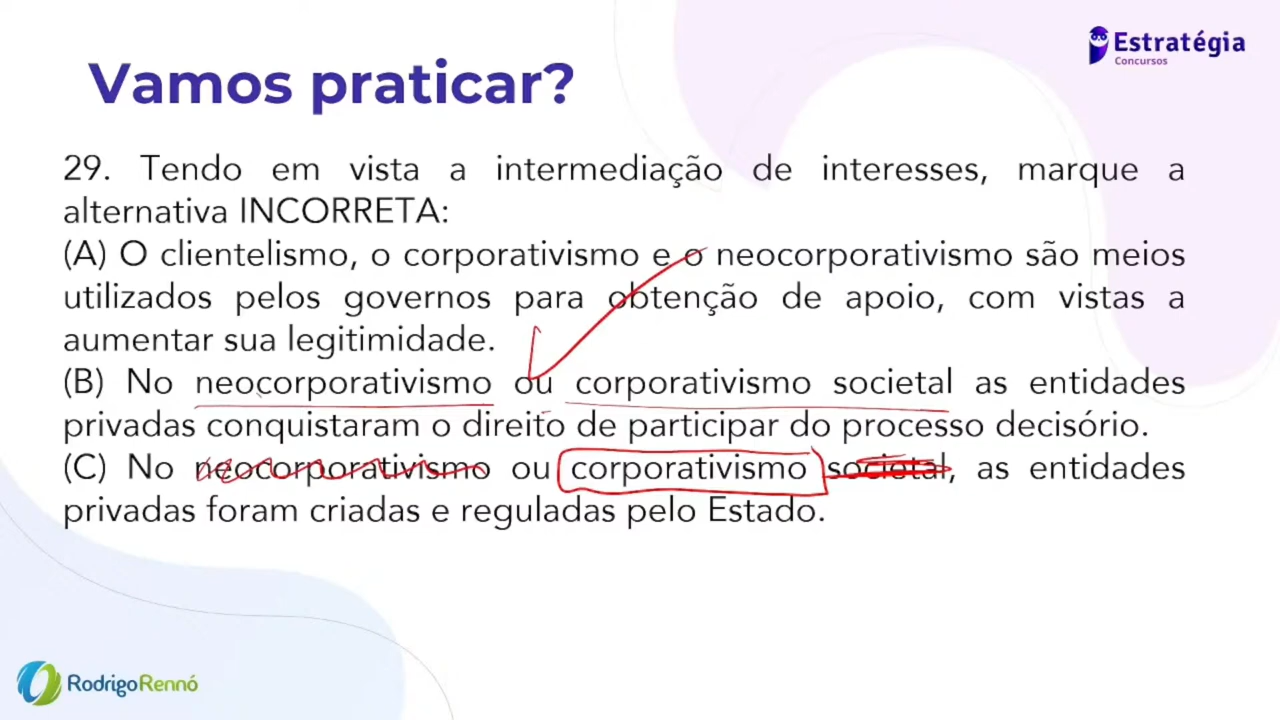 Vamos praticar?
Estratégia
Concursos
29. Tendo em vista a intermediação de interesses, marque a
alternativa INCORRETA:
(A) O clientelismo, o corporativismo e o neocorporativismo são meios
utilizados pelos governos para obtenção de apoio, com vistas a
aumentar sua legitimidade.
(B) No neocorporativismo ou corporativismo societal as entidades
privadas conquistaram o direito de participar do processo decisório.
(C) No neocorporativismo ou corporativismo societal, as entidades
privadas foram criadas e reguladas pelo Estado.
RodrigoRennó